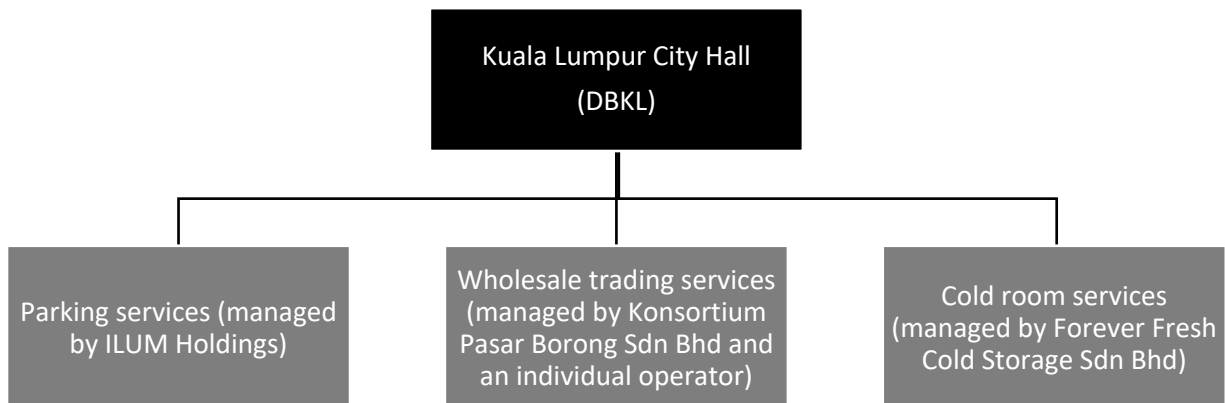 Kuala Lumpur City Hall
(DBKL)
Parking services (managed
by ILUM Holdings)
Wholesale trading services
(managed by Konsortium
Pasar Borong Sdn Bhd and
an individual operator)
Cold room services
(managed by Forever Fresh
Cold Storage Sdn Bhd)